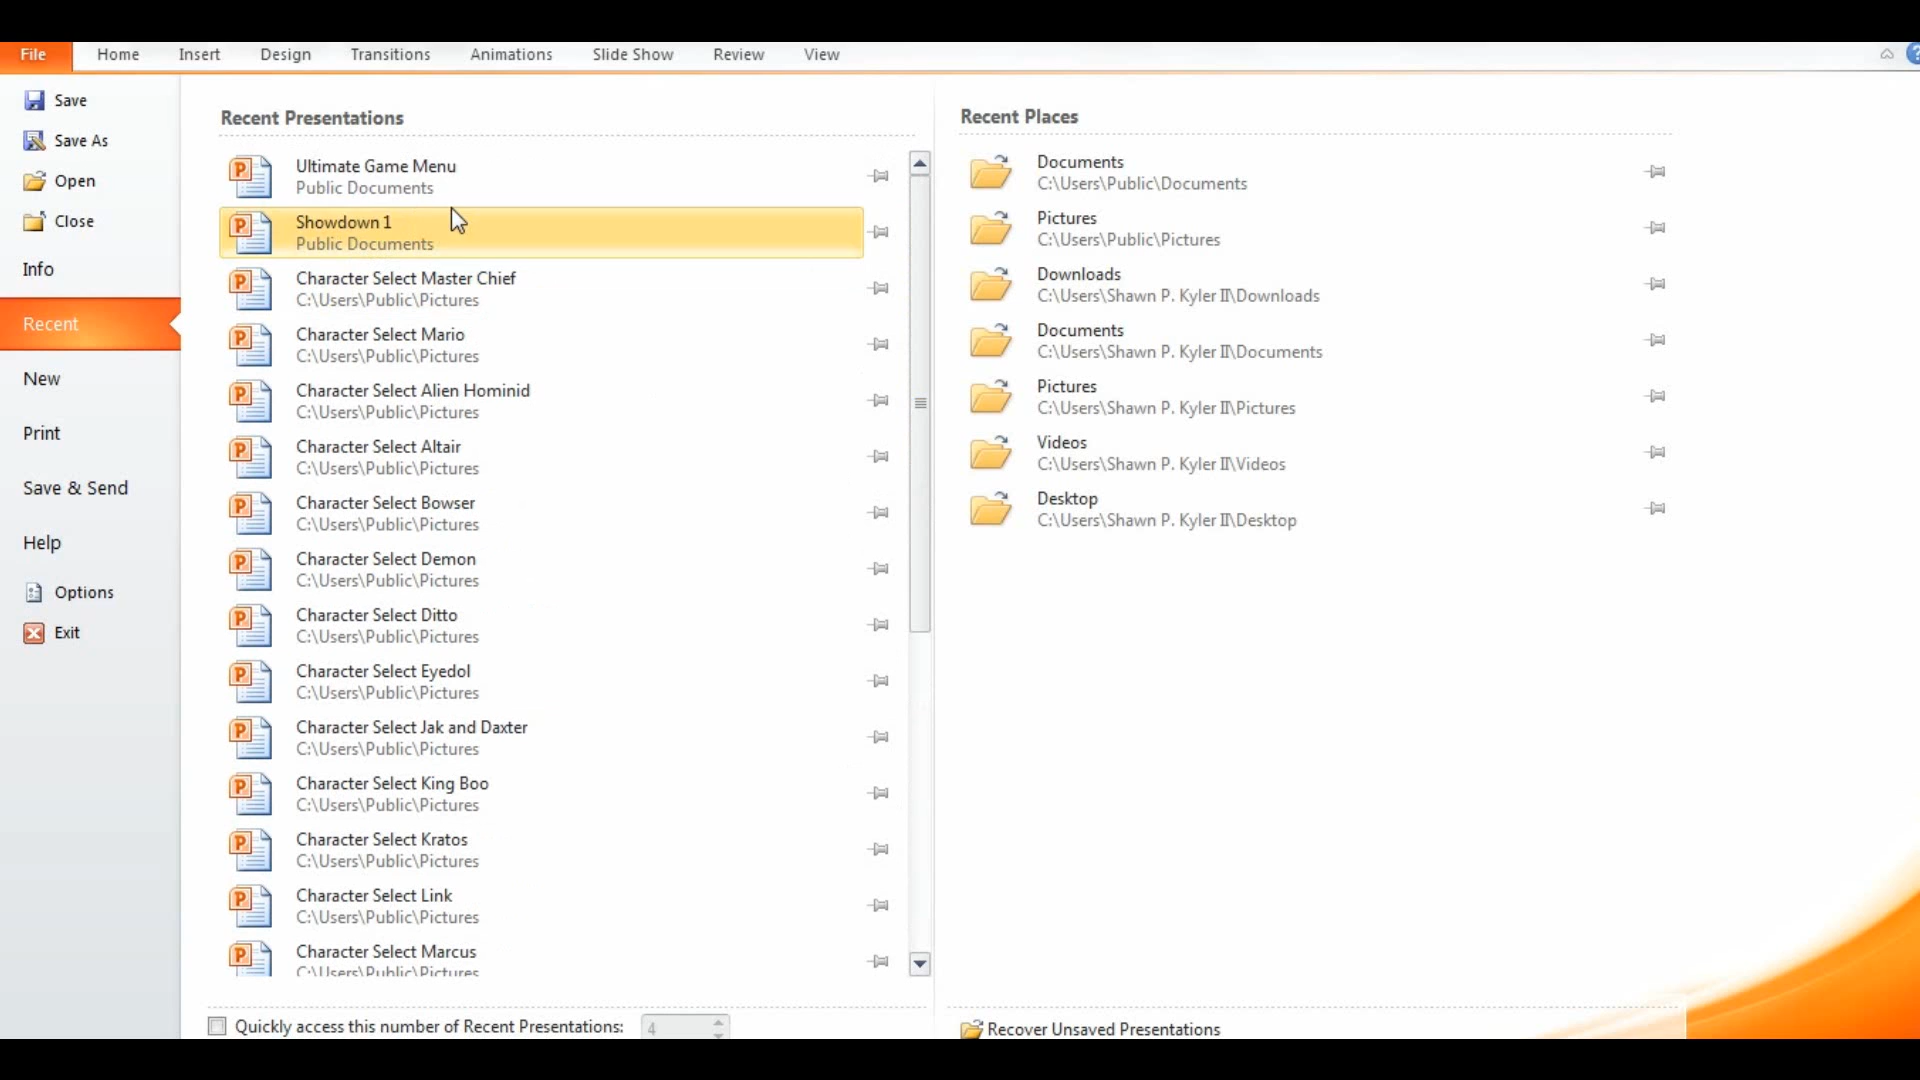 File Home Insert Design Transitions Animations Slide Show Review View
Save
Save As
Open
Close
Info
Recent
New
Print
Save & Send
Help
Options
Exit
Recent Presentations
Ultimate Game Menu
Public Documents
Showdown 1
Public Documents
Character Select Master Chief
C:\Users\Public\Pictures
Character Select Mario
C:\Users\Public\Pictures
Character Select Alien Hominid
C:\Users\Public\Pictures
Character Select Altair
C:\Users\Public\Pictures
Character Select Bowser
C:\Users\Public\Pictures
Character Select Demon
C:\Users\Public\Pictures
Character Select Ditto
C:\Users\Public\Pictures
Character Select Eyedol
C:\Users\Public\Pictures
Character Select Jak and Daxter
C:\Users\Public\Pictures
Character Select King Boo
C:\Users\Public\Pictures
Character Select Kratos
C:\Users\Public\Pictures
Character Select Link
C:\Users\Public\Pictures
Character Select Marcus
C:\Users\Public\Pictures
Quickly access this number of Recent Presentations: 4
Recent Places
Documents
C:\Users\Public\Documents
Pictures
C:\Users\Public\Pictures
Downloads
C:\Users\Shawn P. Kyler II\Downloads
Documents
C:\Users\Shawn P. Kyler II\Documents
Pictures
C:\Users\Shawn P. Kyler II\Pictures
Videos
C:\Users\Shawn P. Kyler II\Videos
Desktop
C:\Users\Shawn P. Kyler II\Desktop
Recover Unsaved Presentations